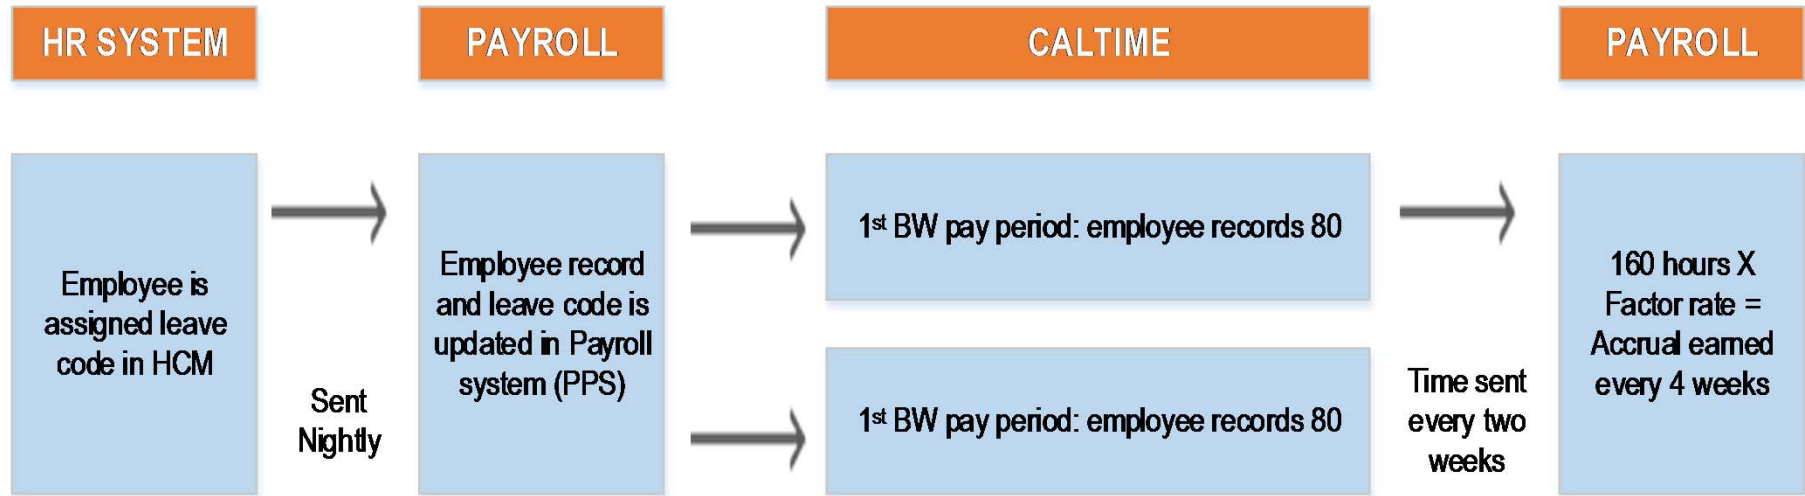 HR SYSTEM
PAYROLL
CALTIME
PAYROLL
Employee is
assigned leave
code in HCM
Sent
Nightly
Employee record
and leave code is
updated in Payroll
system (PPS)
1st BW pay period: employee records 80
1st BW pay period: employee records 80
Time sent
every two
weeks
160 hours X
Factor rate =
Accrual earned
every 4 weeks